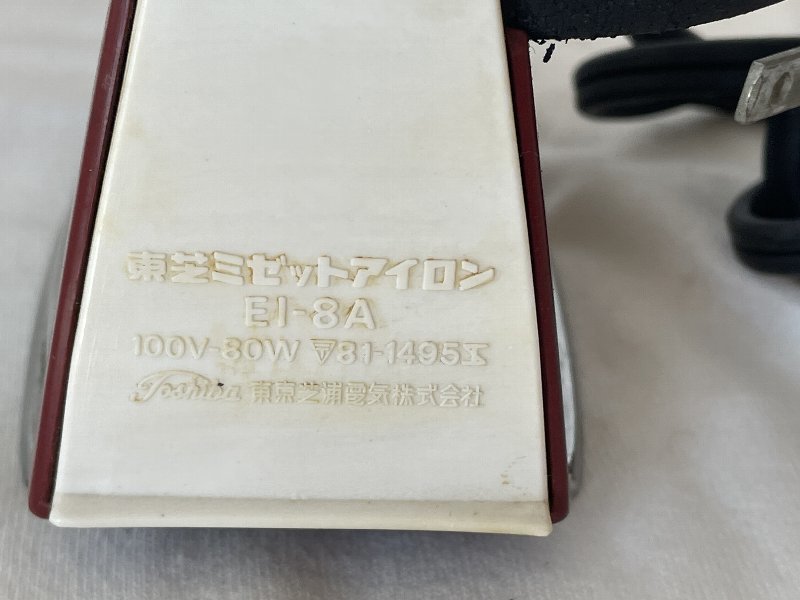 東芝ミゼットアイロン
EI-8A
100V-80W ▽81-1495エ
Toshiba 東京芝浦電気株式会社